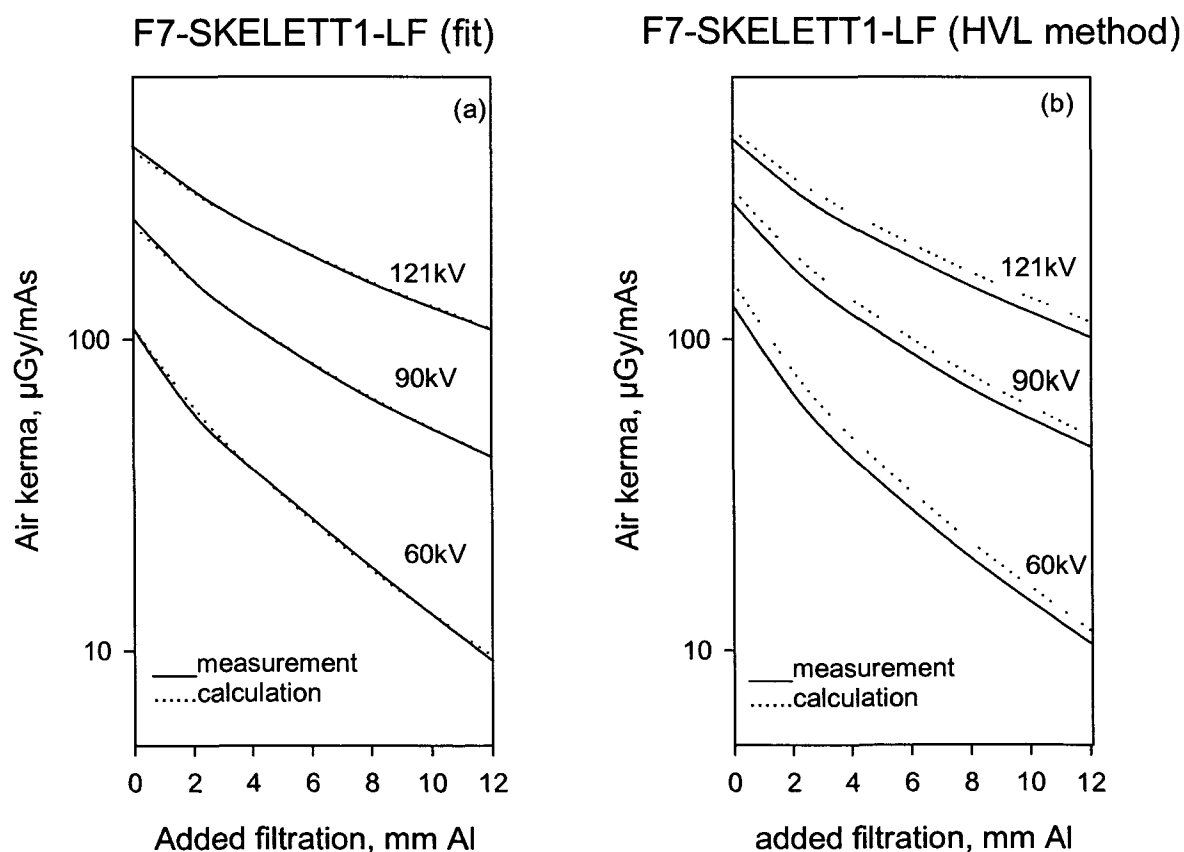 F7-SKELETT1-LF (fit)
(a)
Air kerma, µGy/mAs
100
10
121kV
90kV
60kV
measurement
calculation
0 2 4 6 8 10 12
Added filtration, mm Al
F7-SKELETT1-LF (HVL method)
(b)
Air kerma, µGy/mAs
100
10
121kV
90kV
60kV
measurement
calculation
0 2 4 6 8 10 12
added filtration, mm Al